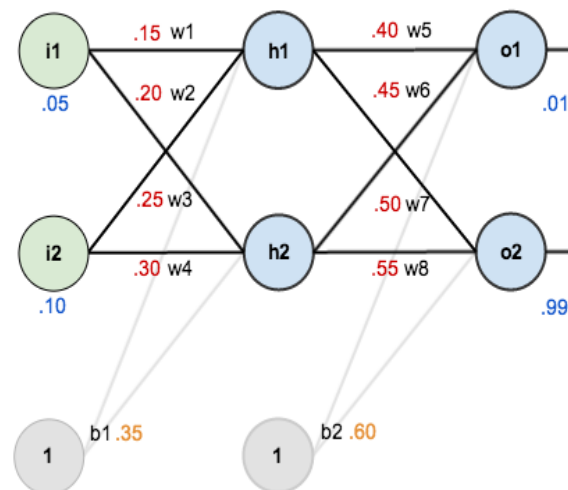 i1 .15 w1 h1 .40 w5 o1
.05 .20 w2 .45 w6 .01
.25 w3 .50 w7
i2 .30 w4 h2 .55 w8 o2
.10 .99
1 b1 .35 1 b2 .60